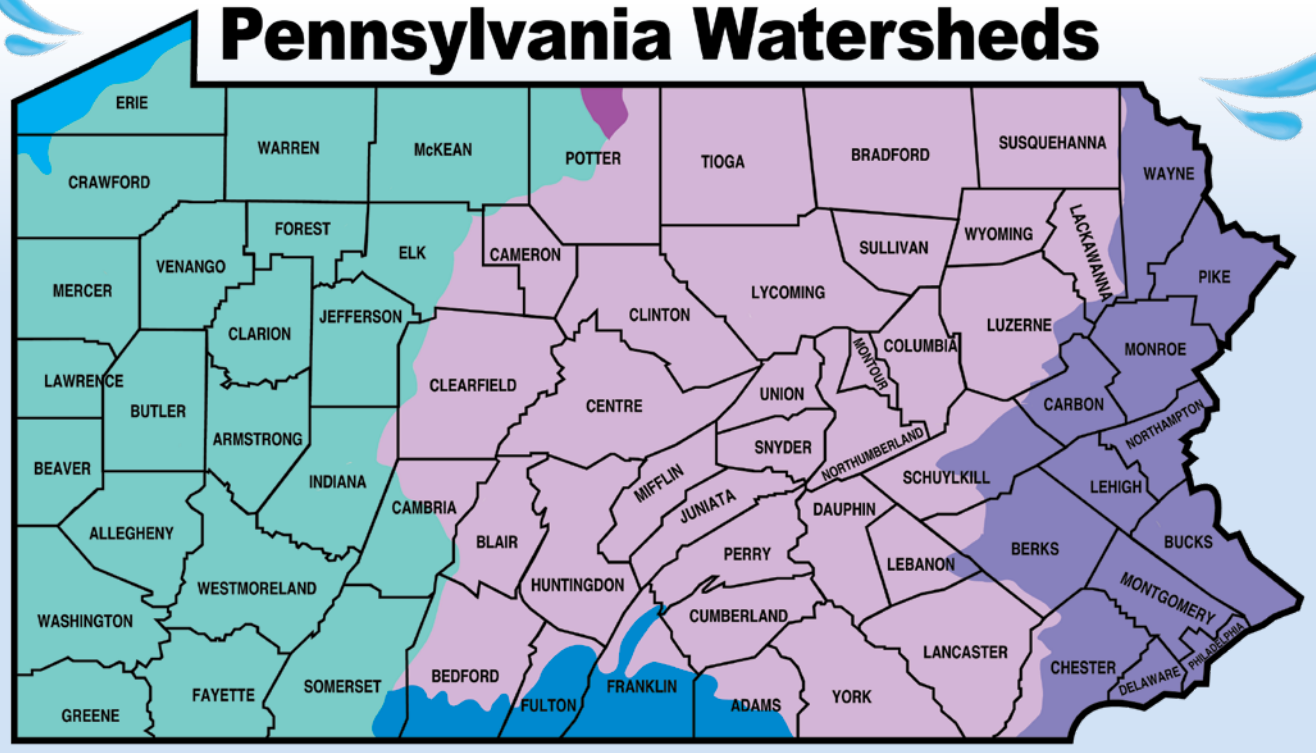 Pennsylvania Watersheds
ERIE
WARREN
McKEAN
POTTER
TIOGA
BRADFORD
SUSQUEHANNA
WAYNE
CRAWFORD
FOREST
ELK
CAMERON
SULLIVAN
WYOMING
LACKAWANNA
PIKE
MERCER
VENANGO
CLARION
JEFFERSON
CLINTON
LYCOMING
COLUMBIA
LUZERNE
MONROE
LAWRENCE
BUTLER
ARMSTRONG
CLEARFIELD
CENTRE
UNION
MONTOUR
CARBON
NORTHAMPTON
BEAVER
INDIANA
SNYDER
NORTHUMBERLAND
SCHUYLKILL
LEHIGH
ALLEGHENY
CAMBRIA
BLAIR
MIFFLIN
JUNIATA
DAUPHIN
BERKS
BUCKS
WASHINGTON
WESTMORELAND
HUNTINGDON
PERRY
LEBANON
MONTGOMERY
CUMBERLAND
PHILADELPHIA
GREENE
FAYETTE
SOMERSET
BEDFORD
FULTON
FRANKLIN
ADAMS
YORK
LANCASTER
CHESTER
DELAWARE